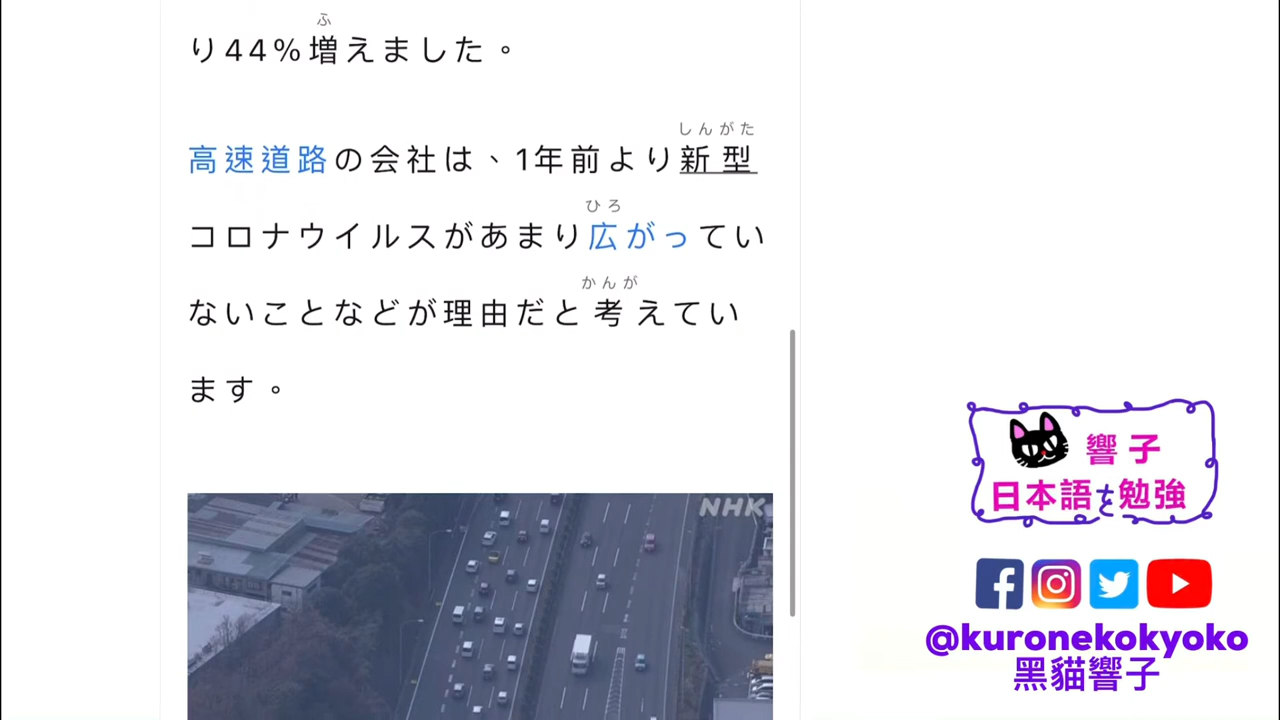 ふ
り44%増えました。
しんがた
高速道路の会社は、1年前より新型
ひろ
コロナウイルスがあまり広がってい
かんが
ないことなどが理由だと考えてい
ます。
NHK
響子
日本語を勉強
@kuronekokyoko
黑貓響子